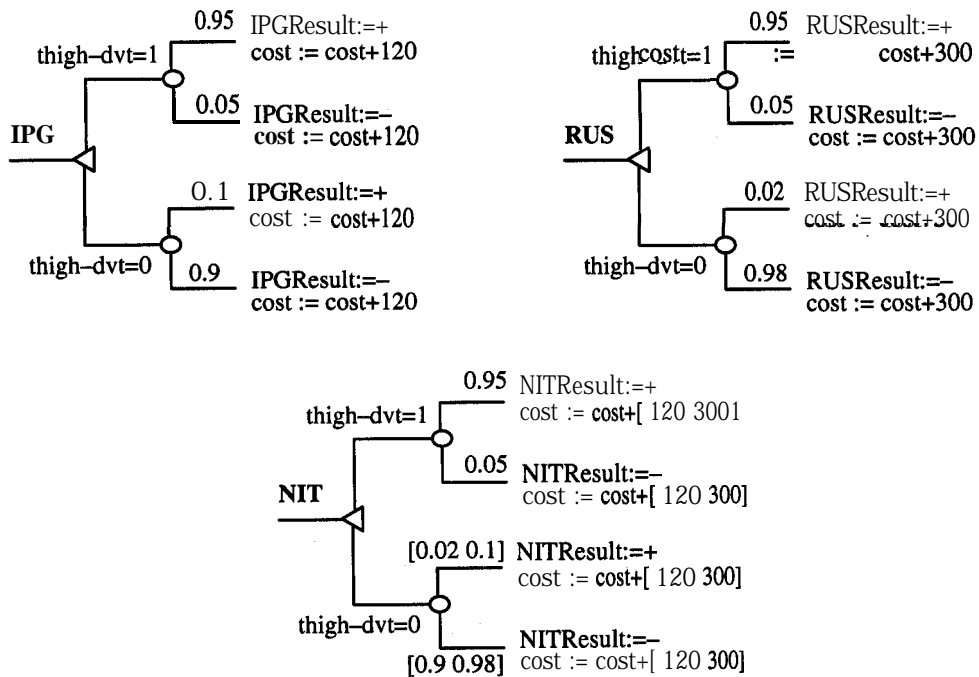 0.95 IPGResult:=+
thigh–dvt=1 cost := cost+120
0.05 IPGResult:=–
IPG cost := cost+120
0.1 IPGResult:=+
cost := cost+120
thigh–dvt=0
0.9 IPGResult:=–
cost := cost+120
0.95 RUSResult:=+
:= cost+300
0.05 RUSResult:=–
RUS cost := cost+300
0.02 RUSResult:=+
cost := cost+300
thigh–dvt=0
0.98 RUSResult:=–
cost := cost+300
0.95 NITResult:=+
thigh–dvt=1 cost := cost+[ 120 3001
0.05 NITResult:=–
NIT cost := cost+[ 120 300]
[0.02 0.1] NITResult:=+
cost := cost+[ 120 300]
thigh–dvt=0
NITResult:=–
[0.9 0.98] cost := cost+[ 120 300]